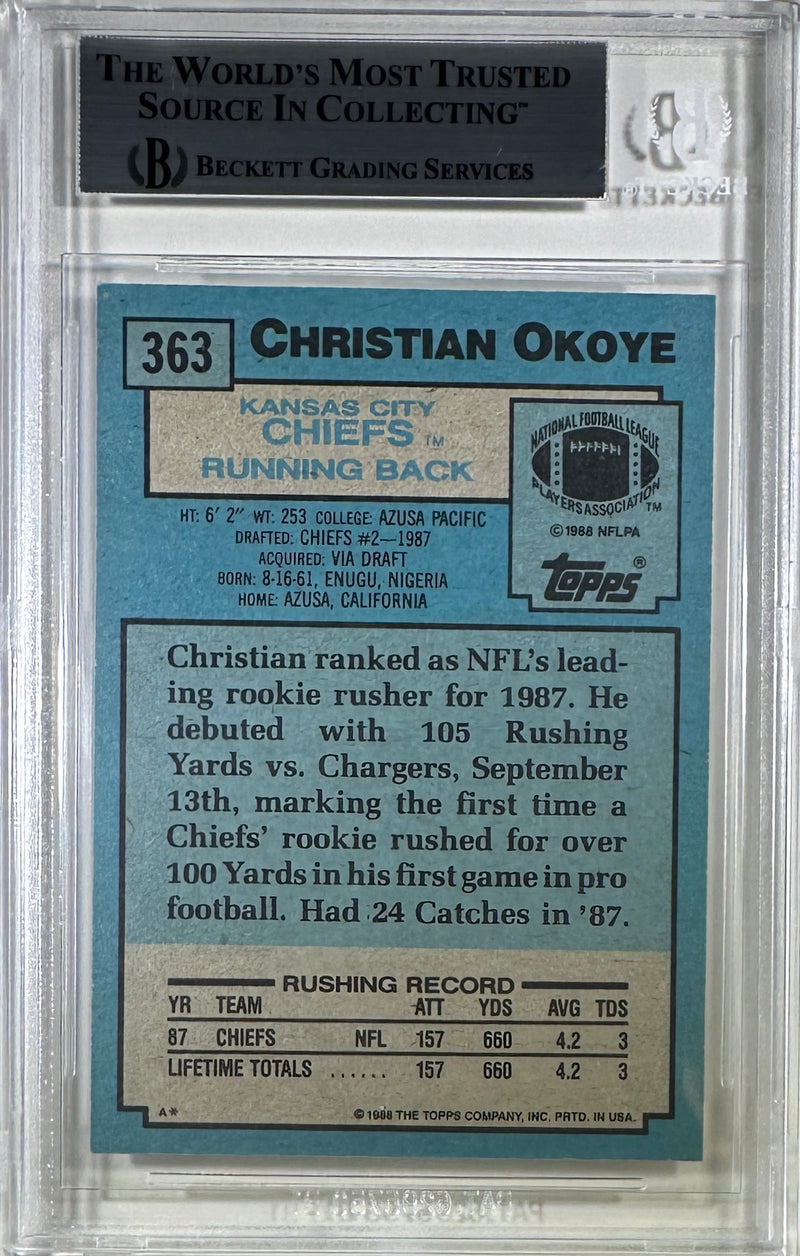 THE WORLD'S MOST TRUSTED
SOURCE IN COLLECTING™
B BECKETT GRADING SERVICES
363 CHRISTIAN OKOYE
KANSAS CITY
CHIEFS TM
RUNNING BACK
NATIONAL FOOTBALL LEAGUE
PLAYERS ASSOCIATION TM
©1988 NFLPA
topps®
HT: 6' 2" WT: 253 COLLEGE: AZUSA PACIFIC
DRAFTED: CHIEFS #2—1987
ACQUIRED: VIA DRAFT
BORN: 8-16-61, ENUGU, NIGERIA
HOME: AZUSA, CALIFORNIA
Christian ranked as NFL's lead-
ing rookie rusher for 1987. He
debuted with 105 Rushing
Yards vs. Chargers, September
13th, marking the first time a
Chiefs' rookie rushed for over
100 Yards in his first game in pro
football. Had 24 Catches in '87.
RUSHING RECORD
YR TEAM ATT YDS AVG TDS
87 CHIEFS NFL 157 660 4.2 3
LIFETIME TOTALS ...... 157 660 4.2 3
A* ©1988 THE TOPPS COMPANY, INC. PRTD. IN USA.